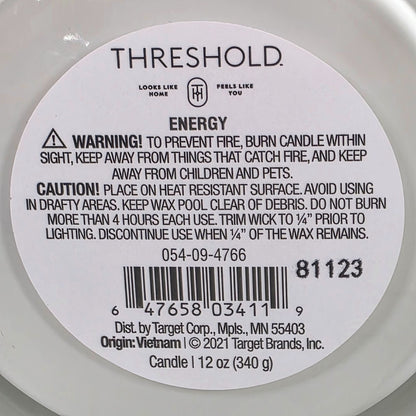 THRESHOLD™
LOOKS LIKE HOME TH FEELS LIKE YOU
ENERGY
⚠ WARNING! TO PREVENT FIRE, BURN CANDLE WITHIN
SIGHT, KEEP AWAY FROM THINGS THAT CATCH FIRE, AND KEEP
AWAY FROM CHILDREN AND PETS.
CAUTION! PLACE ON HEAT RESISTANT SURFACE. AVOID USING
IN DRAFTY AREAS. KEEP WAX POOL CLEAR OF DEBRIS. DO NOT BURN
MORE THAN 4 HOURS EACH USE. TRIM WICK TO ¼” PRIOR TO
LIGHTING. DISCONTINUE USE WHEN ¼” OF THE WAX REMAINS.
054-09-4766
81123
6 47658 03411 9
Dist. by Target Corp., Mpls., MN 55403
Origin: Vietnam | © 2021 Target Brands, Inc.
Candle | 12 oz (340 g)